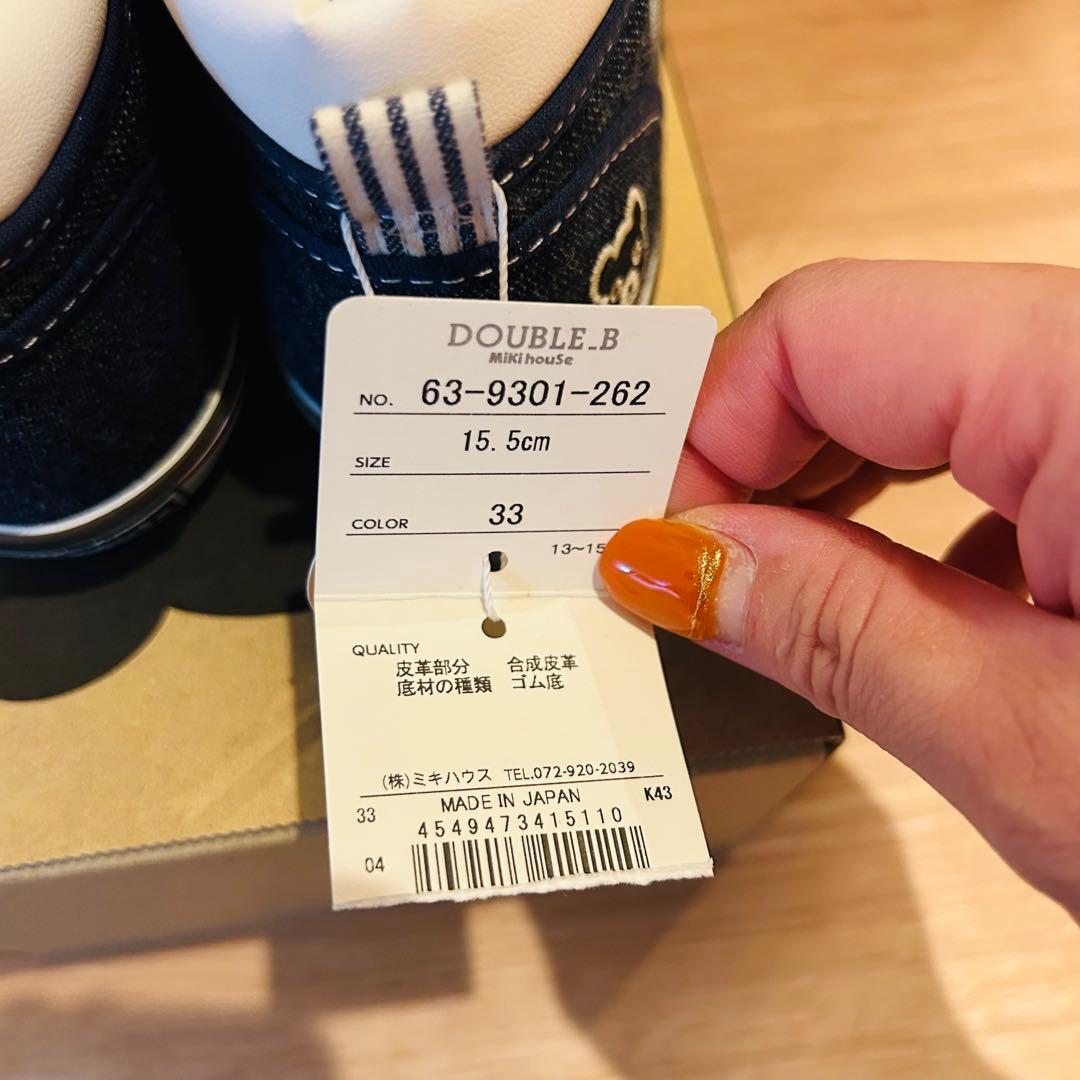 DOUBLE_B
MiKi houSe
NO. 63-9301-262
SIZE 15.5cm
COLOR 33
13~15
QUALITY
皮革部分 合成皮革
底材の種類 ゴム底
(株)ミキハウス TEL.072-920-2039
33 MADE IN JAPAN K43
4549473415110
04